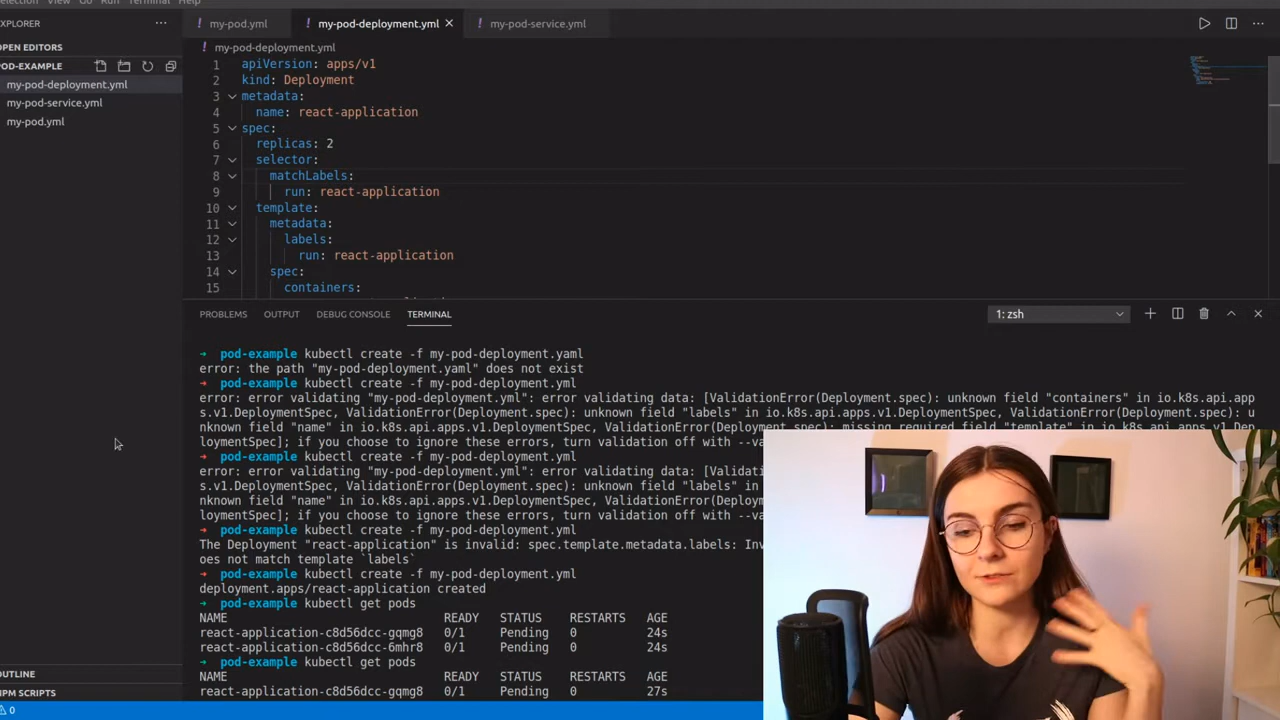 election View Go Run Terminal Help
EXPLORER
my-pod.yml
my-pod-deployment.yml
my-pod-service.yml
OPEN EDITORS
POD-EXAMPLE
my-pod-deployment.yml
my-pod-service.yml
my-pod.yml
my-pod-deployment.yml
1 apiVersion: apps/v1
2 kind: Deployment
3 metadata:
4 name: react-application
5 spec:
6 replicas: 2
7 selector:
8 matchLabels:
9 run: react-application
10 template:
11 metadata:
12 labels:
13 run: react-application
14 spec:
15 containers:
PROBLEMS OUTPUT DEBUG CONSOLE TERMINAL 1: zsh
➜ pod-example kubectl create -f my-pod-deployment.yaml
error: the path "my-pod-deployment.yaml" does not exist
➜ pod-example kubectl create -f my-pod-deployment.yml
error: error validating "my-pod-deployment.yml": error validating data: [ValidationError(Deployment.spec): unknown field "containers" in io.k8s.api.app
s.v1.DeploymentSpec, ValidationError(Deployment.spec): unknown field "labels" in io.k8s.api.apps.v1.DeploymentSpec, ValidationError(Deployment.spec): u
nknown field "name" in io.k8s.api.apps.v1.DeploymentSpec, ValidationError(Deployment.spec): missing required field "template" in io.k8s.api.apps.v1.Dep
loymentSpec]; if you choose to ignore these errors, turn validation off with --va
➜ pod-example kubectl create -f my-pod-deployment.yml
error: error validating "my-pod-deployment.yml": error validating data: [Valida
s.v1.DeploymentSpec, ValidationError(Deployment.spec): unknown field "labels" in
nknown field "name" in io.k8s.api.apps.v1.DeploymentSpec, ValidationError(Deploym
loymentSpec]; if you choose to ignore these errors, turn validation off with --va
➜ pod-example kubectl create -f my-pod-deployment.yml
The Deployment "react-application" is invalid: spec.template.metadata.labels: Inv
oes not match template `labels`
➜ pod-example kubectl create -f my-pod-deployment.yml
deployment.apps/react-application created
➜ pod-example kubectl get pods
NAME READY STATUS RESTARTS AGE
react-application-c8d56dcc-gqmg8 0/1 Pending 0 24s
react-application-c8d56dcc-6mhr8 0/1 Pending 0 24s
➜ pod-example kubectl get pods
NAME READY STATUS RESTARTS AGE
react-application-c8d56dcc-gqmg8 0/1 Pending 0 27s
OUTLINE
NPM SCRIPTS
0